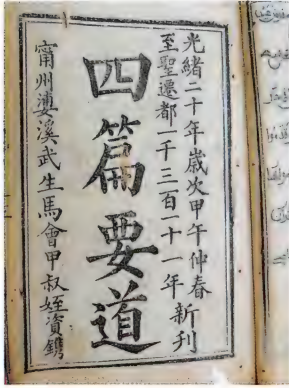 光緒二十年歲次甲午仲春
至聖遷都一千三百一十一年 新刊
四篇要道
甯州婁溪武生馬會甲叔姪資鐫